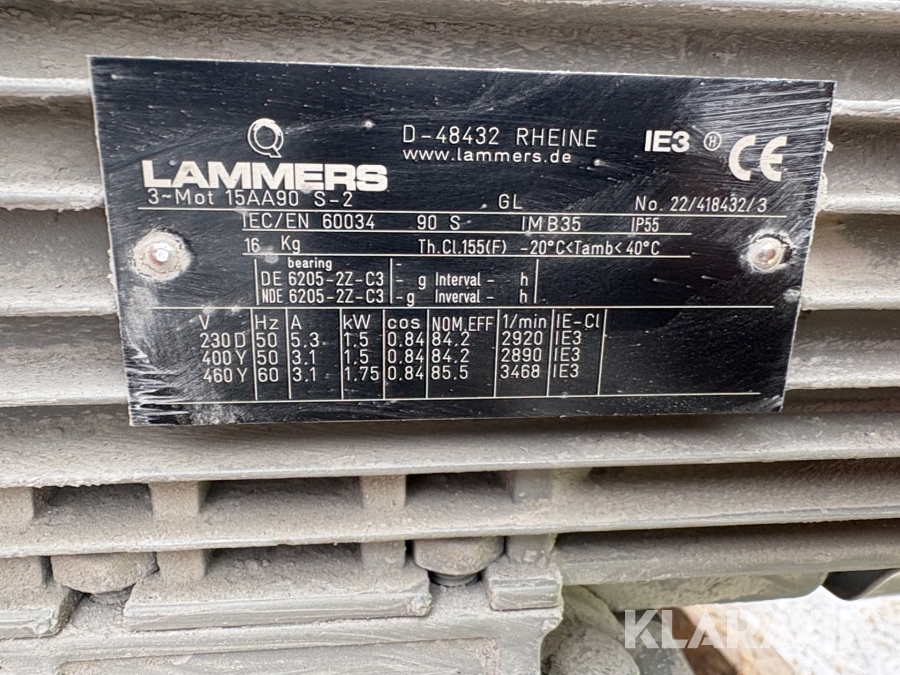 D-48432 RHEINE IE3 H CE
LAMMERS www.lammers.de
3~Mot 15AA90 S-2 GL No. 22/418432/3
IEC/EN 60034 90 S IM B35 IP55
16 Kg Th.Cl.155(F) -20°C<Tamb< 40°C
bearing -
DE 6205-2Z-C3 - g Interval - h
NDE 6205-2Z-C3 -g Inverval - h
V Hz A kW cos NOM.EFF 1/min IE-Cl
230 D 50 5.3 1.5 0.84 84.2 2920 IE3
400 Y 50 3.1 1.5 0.84 84.2 2890 IE3
460 Y 60 3.1 1.75 0.84 85.5 3468 IE3